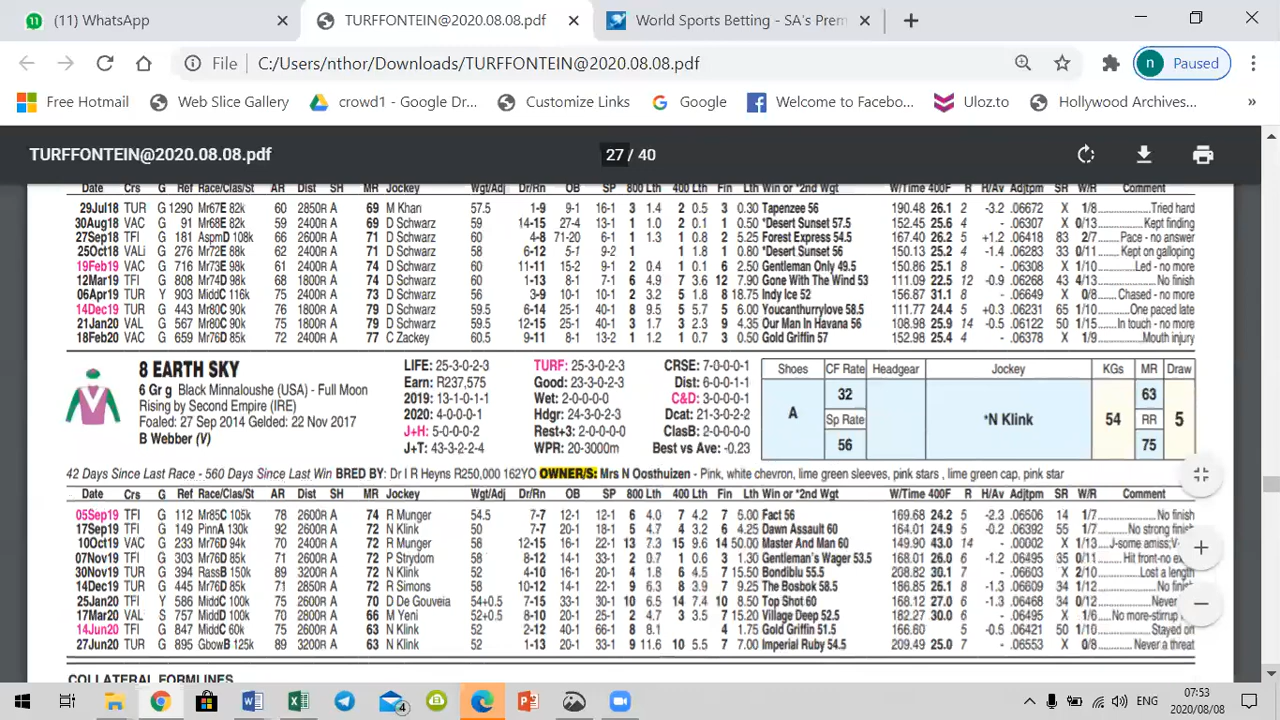 (11) WhatsApp
TURFFONTEIN@2020.08.08.pdf
World Sports Betting - SA's Prem
File C:/Users/nthor/Downloads/TURFFONTEIN@2020.08.08.pdf n Paused
Free Hotmail Web Slice Gallery crowd1 - Google Dr... Customize Links Google Welcome to Facebo... Uloz.to Hollywood Archives... »
TURFFONTEIN@2020.08.08.pdf 27 / 40
Date Crs G Ref Race/Clas/St AR Dist SH MR Jockey Wgt/Adj Dr/Rn OB SP 800 Lth 400 Lth Fin Lth Win or *2nd Wgt W/Time 400F R H/Av Adjtpm SR W/R Comment
29Jul18 TUR G 1290 Mr67E 82k 60 2850R A 69 M Khan 57.5 1-9 9-1 16-1 3 1.4 2 0.5 3 0.30 Tapenzee 56 190.48 26.1 2 -3.2 .06672 X 1/8 Tried hard
30Aug18 VAC G 91 Mr68E 82k 59 2400R A 69 D Schwarz 60 14-15 27-4 13-1 1 1.0 2 0.1 1 0.50 *Desert Sunset 57.5 152.45 25.6 4 -0.4 .06307 X 0/13 Kept finding
27Sep18 TFI G 181 AspmD 108k 66 2600R A 71 D Schwarz 56 4-8 71-20 6-1 1 1.3 1 0.8 2 5.25 Forest Express 54.5 167.40 26.2 5 +1.2 .06418 83 2/7 Pace - no answer
25Oct18 VALi G 276 Mr72E 88k 62 2400R A 71 D Schwarz 58 6-12 5-1 9-2 1 1 1 0.80 *Desert Sunset 56 150.13 25.2 4 -1.4 .06283 33 0/11 Kept on galloping
19Feb19 VAC G 716 Mr73E 98k 61 2400R A 74 D Schwarz 60 11-11 15-2 9-1 2 0.4 1 0.1 6 2.50 Gentleman Only 49.5 150.86 25.1 8 - .06308 X 1/10 Led - no more
12Mar19 TFI G 808 Mr74D 98k 68 1800R A 74 D Schwarz 60 1-13 8-1 7-1 6 4.9 7 3.6 12 7.90 Gone With The Wind 53 111.09 22.5 12 -0.9 .06268 43 4/13 No finish
06Apr19 TUR Y 903 MiddC 116k 75 2400R A 73 D Schwarz 56 3-9 10-1 10-1 2 3.2 5 1.8 8 18.75 Indy Ice 52 156.87 31.1 8 - .06649 X 0/8 Chased - no more
14Dec19 TUR G 443 Mr80C 90k 76 1800R A 79 D Schwarz 59.5 6-14 25-1 40-1 8 9.5 5 5.7 5 6.00 Youcanthurrylove 58.5 111.77 24.4 5 +0.3 .06231 65 1/10 One paced late
21Jan20 VAL G 567 Mr80C 90k 75 1800R A 79 D Schwarz 59.5 12-15 25-1 40-1 3 1.7 3 2.3 9 4.35 Our Man In Havana 56 108.98 25.9 14 -0.5 .06122 50 1/15 In touch - no more
18Feb20 VAC G 659 Mr76D 85k 72 2400R A 77 C Zackey 60.5 9-11 8-1 13-2 1 1.2 1 0.7 3 0.50 Gold Griffin 57 152.98 25.4 4 - .06378 X 1/9 Mouth injury
8 EARTH SKY
6 Gr g Black Minnaloushe (USA) - Full Moon
Rising by Second Empire (IRE)
Foaled: 27 Sep 2014 Gelded: 22 Nov 2017
B Webber (V)
LIFE: 25-3-0-2-3 TURF: 25-3-0-2-3 CRSE: 7-0-0-0-1
Earn: R237,575 Good: 23-3-0-2-3 Dist: 6-0-0-1-1
2019: 13-1-0-1-1 Wet: 2-0-0-0-0 C&D: 3-0-0-0-1
2020: 4-0-0-0-1 Hdgr: 24-3-0-2-3 Dcat: 21-3-0-2-2
J+H: 5-0-0-0-2 Rest+3: 2-0-0-0-0 ClasB: 2-0-0-0-0
J+T: 43-3-2-2-4 WPR: 20-3000m Best vs Ave: -0.23
Shoes CF Rate Headgear Jockey KGs MR Draw
A 32 *N Klink 54 63 5
Sp Rate RR
56 75
42 Days Since Last Race - 560 Days Since Last Win BRED BY: Dr I R Heyns R250,000 162YO OWNER/S: Mrs N Oosthuizen - Pink, white chevron, lime green sleeves, pink stars , lime green cap, pink star
Date Crs G Ref Race/Clas/St AR Dist SH MR Jockey Wgt/Adj Dr/Rn OB SP 800 Lth 400 Lth Fin Lth Win or *2nd Wgt W/Time 400F R H/Av Adjtpm SR W/R Comment
05Sep19 TFI G 112 Mr85C 105k 78 2600R A 74 R Munger 54.5 7-7 12-1 12-1 6 4.0 7 4.2 7 5.00 Fact 56 169.68 24.2 5 -2.3 .06506 14 1/7 No finish
17Sep19 TFI G 149 PinnA 130k 92 2600R A 72 N Klink 50 7-7 20-1 18-1 5 4.7 4 3.2 6 4.25 Dawn Assault 60 164.01 24.9 5 -0.2 .06392 55 1/7 No strong finish
10Oct19 VAC G 233 Mr76D 94k 70 2400R A 72 R Munger 58 2-13 16-1 22-1 13 7.3 15 9.6 14 50.00 Master And Man 60 149.90 43.0 14 - .00002 X 1/13 J-some amiss;V
07Nov19 TFI G 303 Mr76D 85k 71 2600R A 72 P Strydom 58 8-12 14-1 33-1 2 0.7 1 0.6 3 1.30 Gentleman's Wager 53.5 168.01 26.0 6 -1.2 .06495 35 0/11 Hit front-no e
30Nov19 TUR G 394 RassB 150k 89 3200R A 72 N Klink 52 4-10 16-1 20-1 4 1.8 6 4.5 7 15.50 Bondiblu 55.5 208.82 30.1 7 - .06603 X 2/10 Lost a length
14Dec19 TUR G 445 Mr76D 85k 71 2850R A 72 R Simons 58 10-12 14-1 20-1 9 6.3 8 3.9 7 9.25 The Bosbok 58.5 186.85 25.1 8 -1.3 .06609 34 1/12 No finis
25Jan20 TFI Y 586 MiddC 100k 75 2600R A 70 D De Gouveia 54+0.5 7-15 33-1 30-1 10 6.5 14 7.4 10 8.50 Top Shot 60 168.12 27.0 6 -1.3 .06468 34 0/12 Never
17Mar20 VAL S 757 MiddD 100k 70 2400R A 66 M Yeni 52+0.5 8-10 25-1 25-1 2 4.7 3 3.5 7 15.20 Village Deep 52.5 182.27 30.0 6 - .06495 X 1/6 No more-stirrup
14Jun20 TFI G 847 MiddC 60k 75 2600R A 63 N Klink 52 2-12 40-1 66-1 8 8.1 4 1.75 Gold Griffin 51.5 166.60 5 -0.5 .06421 50 1/10 Stayed on
27Jun20 TUR G 895 GbowB 125k 89 3200R A 63 N Klink 52 1-13 20-1 33-1 9 11.6 10 5.5 7 7.00 Imperial Ruby 54.5 209.49 25.0 7 - .06553 X 0/8 Never a threat
COLLATERAL FORMLINES
ENG 07:53
2020/08/08